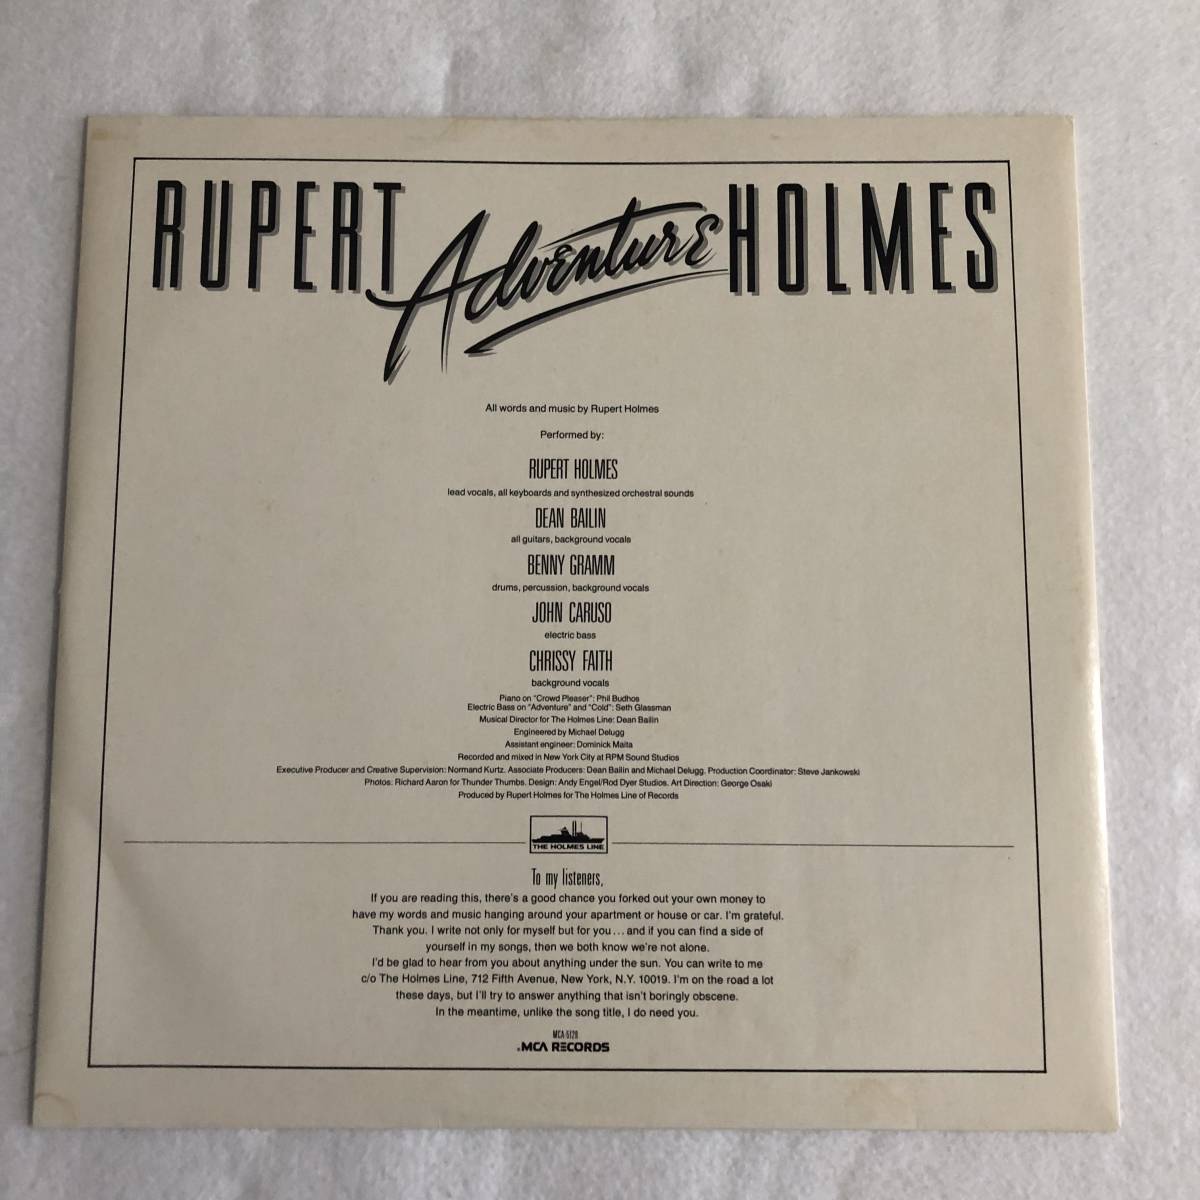 RUPERT Adventure HOLMES
All words and music by Rupert Holmes
Performed by:
RUPERT HOLMES
lead vocals, all keyboards and synthesized orchestral sounds
DEAN BAILIN
all guitars, background vocals
BENNY GRAMM
drums, percussion, background vocals
JOHN CARUSO
electric bass
CHRISSY FAITH
background vocals
Piano on "Crowd Pleaser": Phil Budhos
Electric Bass on "Adventure" and "Cold": Seth Glassman
Musical Director for The Holmes Line: Dean Bailin
Engineered by Michael Delugg
Assistant engineer: Dominick Maita
Recorded and mixed in New York City at RPM Sound Studios
Executive Producer and Creative Supervision: Normand Kurtz. Associate Producers: Dean Bailin and Michael Delugg. Production Coordinator: Steve Jankowski
Photos: Richard Aaron for Thunder Thumbs. Design: Andy Engel/Rod Dyer Studios. Art Direction: George Osaki
Produced by Rupert Holmes for The Holmes Line of Records
THE HOLMES LINE
To my listeners,
If you are reading this, there's a good chance you forked out your own money to
have my words and music hanging around your apartment or house or car. I'm grateful.
Thank you. I write not only for myself but for you...and if you can find a side of
yourself in my songs, then we both know we're not alone.
I'd be glad to hear from you about anything under the sun. You can write to me
c/o The Holmes Line, 712 Fifth Avenue, New York, N.Y. 10019. I'm on the road a lot
these days, but I'll try to answer anything that isn't boringly obscene.
In the meantime, unlike the song title, I do need you.
MCA-5129
MCA RECORDS